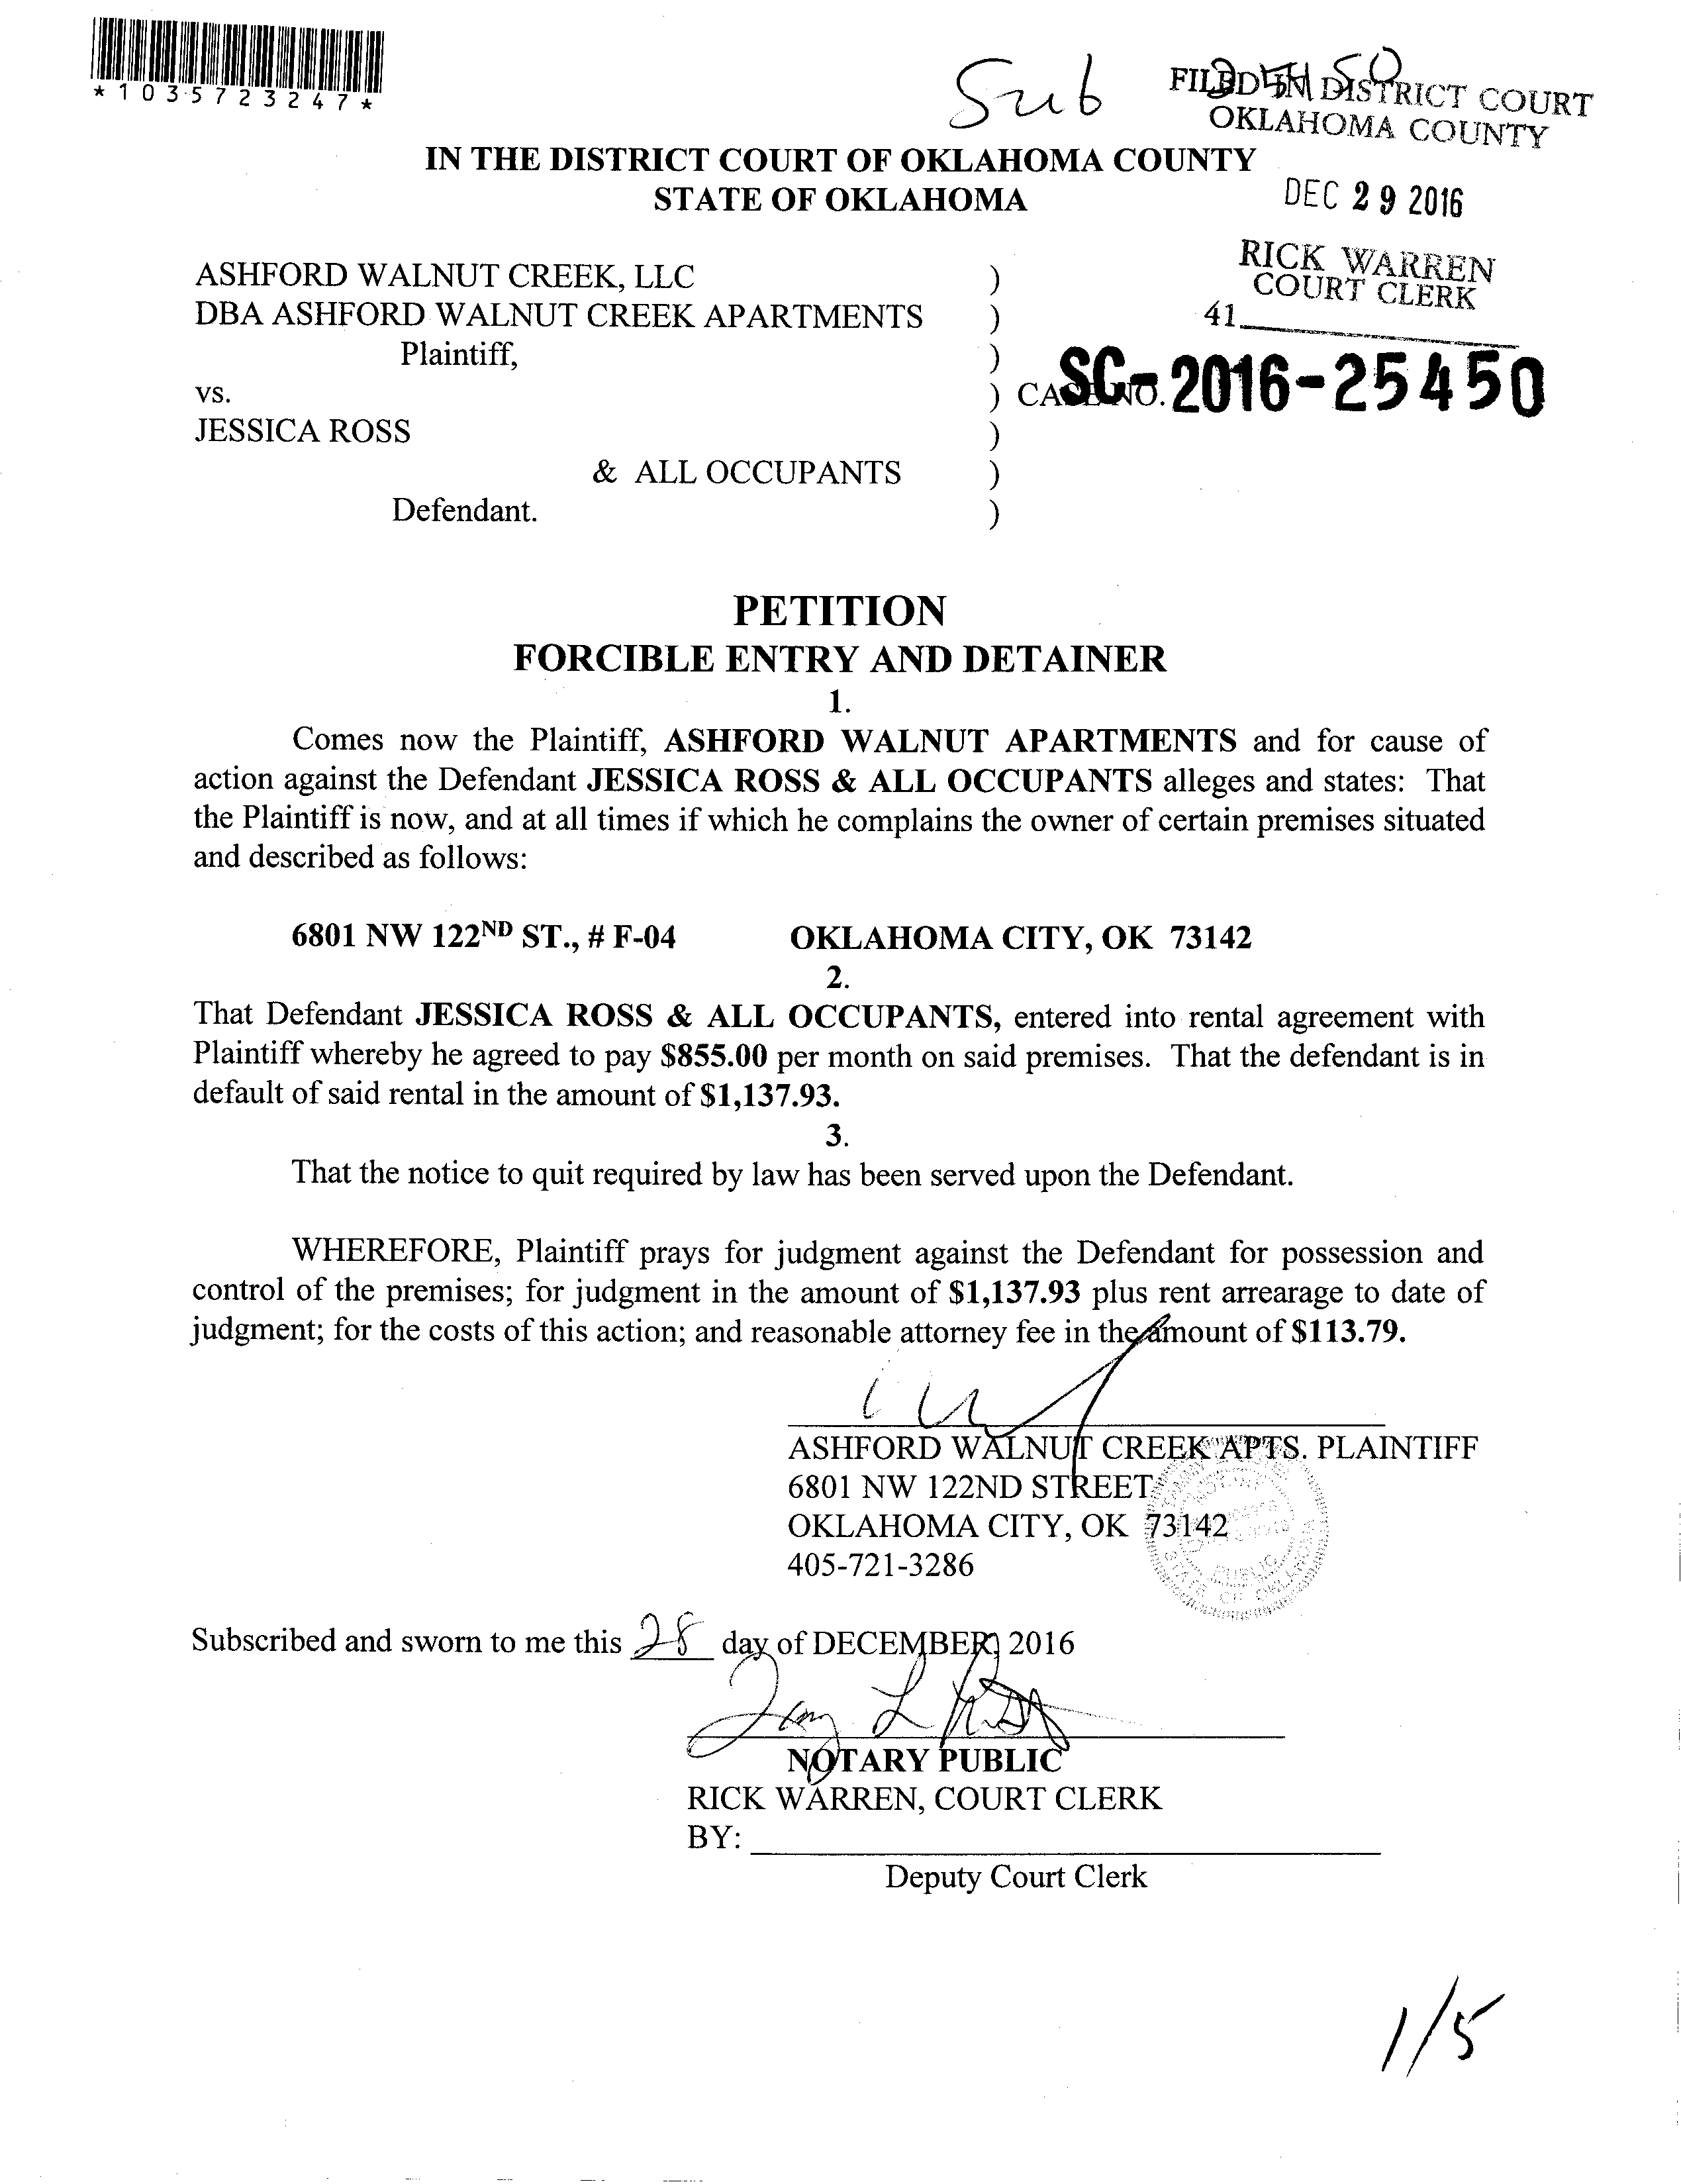 *1035723247*
Sub
FILED IN DISTRICT COURT
OKLAHOMA COUNTY
IN THE DISTRICT COURT OF OKLAHOMA COUNTY
STATE OF OKLAHOMA
DEC 29 2016
RICK WARREN
COURT CLERK
41
ASHFORD WALNUT CREEK, LLC )
DBA ASHFORD WALNUT CREEK APARTMENTS )
Plaintiff, )
vs. ) CASE NO. SC-2016-25450
JESSICA ROSS )
& ALL OCCUPANTS )
Defendant. )
PETITION
FORCIBLE ENTRY AND DETAINER
1.
Comes now the Plaintiff, ASHFORD WALNUT APARTMENTS and for cause of
action against the Defendant JESSICA ROSS & ALL OCCUPANTS alleges and states: That
the Plaintiff is now, and at all times if which he complains the owner of certain premises situated
and described as follows:
6801 NW 122ND ST., # F-04 OKLAHOMA CITY, OK 73142
2.
That Defendant JESSICA ROSS & ALL OCCUPANTS, entered into rental agreement with
Plaintiff whereby he agreed to pay $855.00 per month on said premises. That the defendant is in
default of said rental in the amount of $1,137.93.
3.
That the notice to quit required by law has been served upon the Defendant.
WHEREFORE, Plaintiff prays for judgment against the Defendant for possession and
control of the premises; for judgment in the amount of $1,137.93 plus rent arrearage to date of
judgment; for the costs of this action; and reasonable attorney fee in the amount of $113.79.
ASHFORD WALNUT CREEK APTS. PLAINTIFF
6801 NW 122ND STREET
OKLAHOMA CITY, OK 73142
405-721-3286
PUBLIC
STATE OF OKLAHOMA
Subscribed and sworn to me this 28 day of DECEMBER, 2016
NOTARY PUBLIC
RICK WARREN, COURT CLERK
BY:
Deputy Court Clerk
1/5